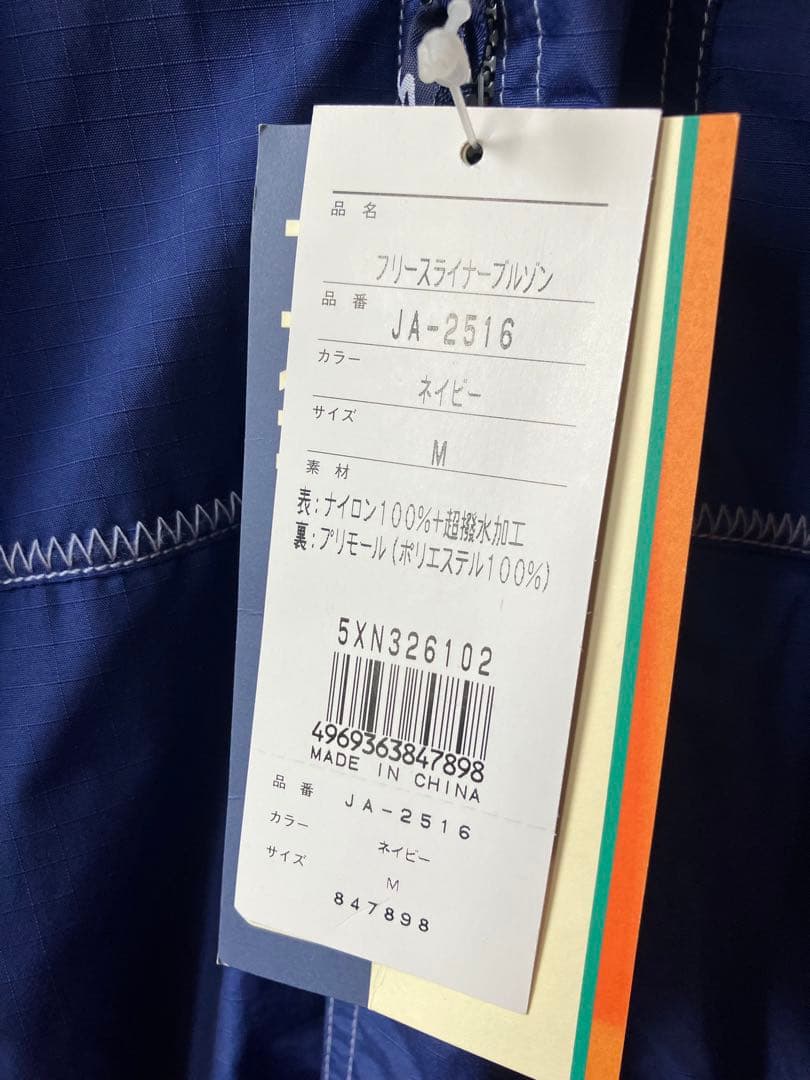 品名
フリースライナーブルゾン
品番
JA-2516
カラー
ネイビー
サイズ
M
素材
表:ナイロン100%+超撥水加工
裏:プリモール(ポリエステル100%)
5XN326102
4969363847898
MADE IN CHINA
品番 JA-2516
カラー ネイビー
サイズ M
847898